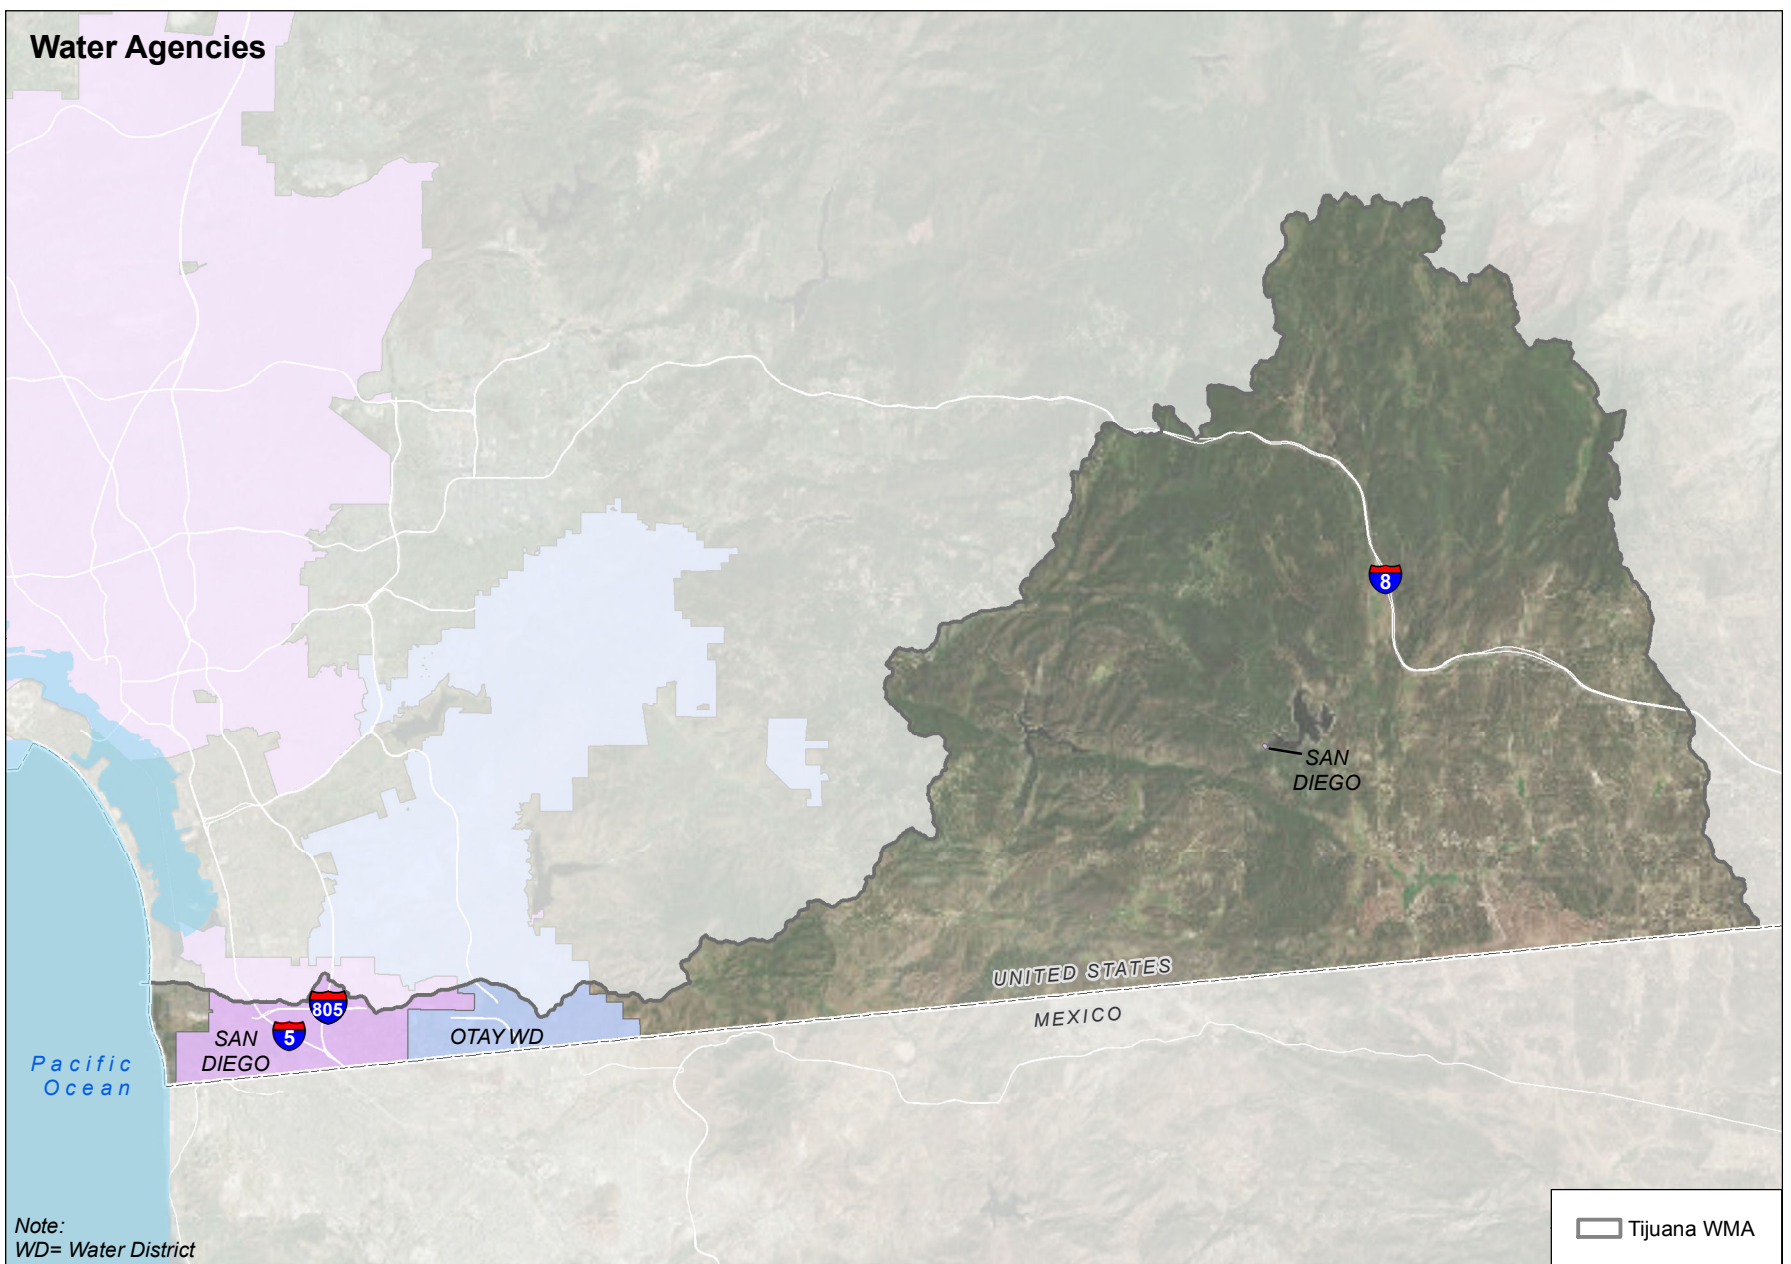 Water Agencies
8
SAN
DIEGO
UNITED STATES
MEXICO
805
5
SAN
DIEGO
OTAY WD
Pacific
Ocean
Note:
WD= Water District
Tijuana WMA